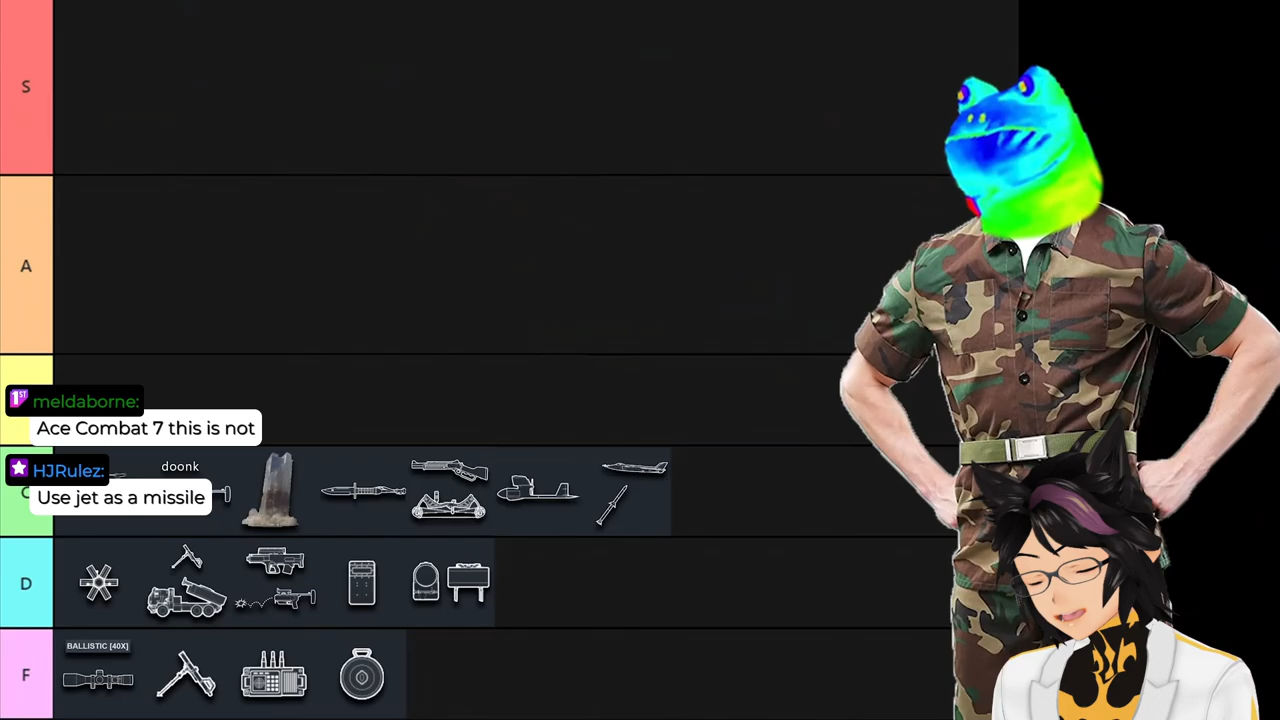 S
A
meldaborne:
Ace Combat 7 this is not
HJRulez:
doonk
Use jet as a missile
D
BALLISTIC [40X]
F